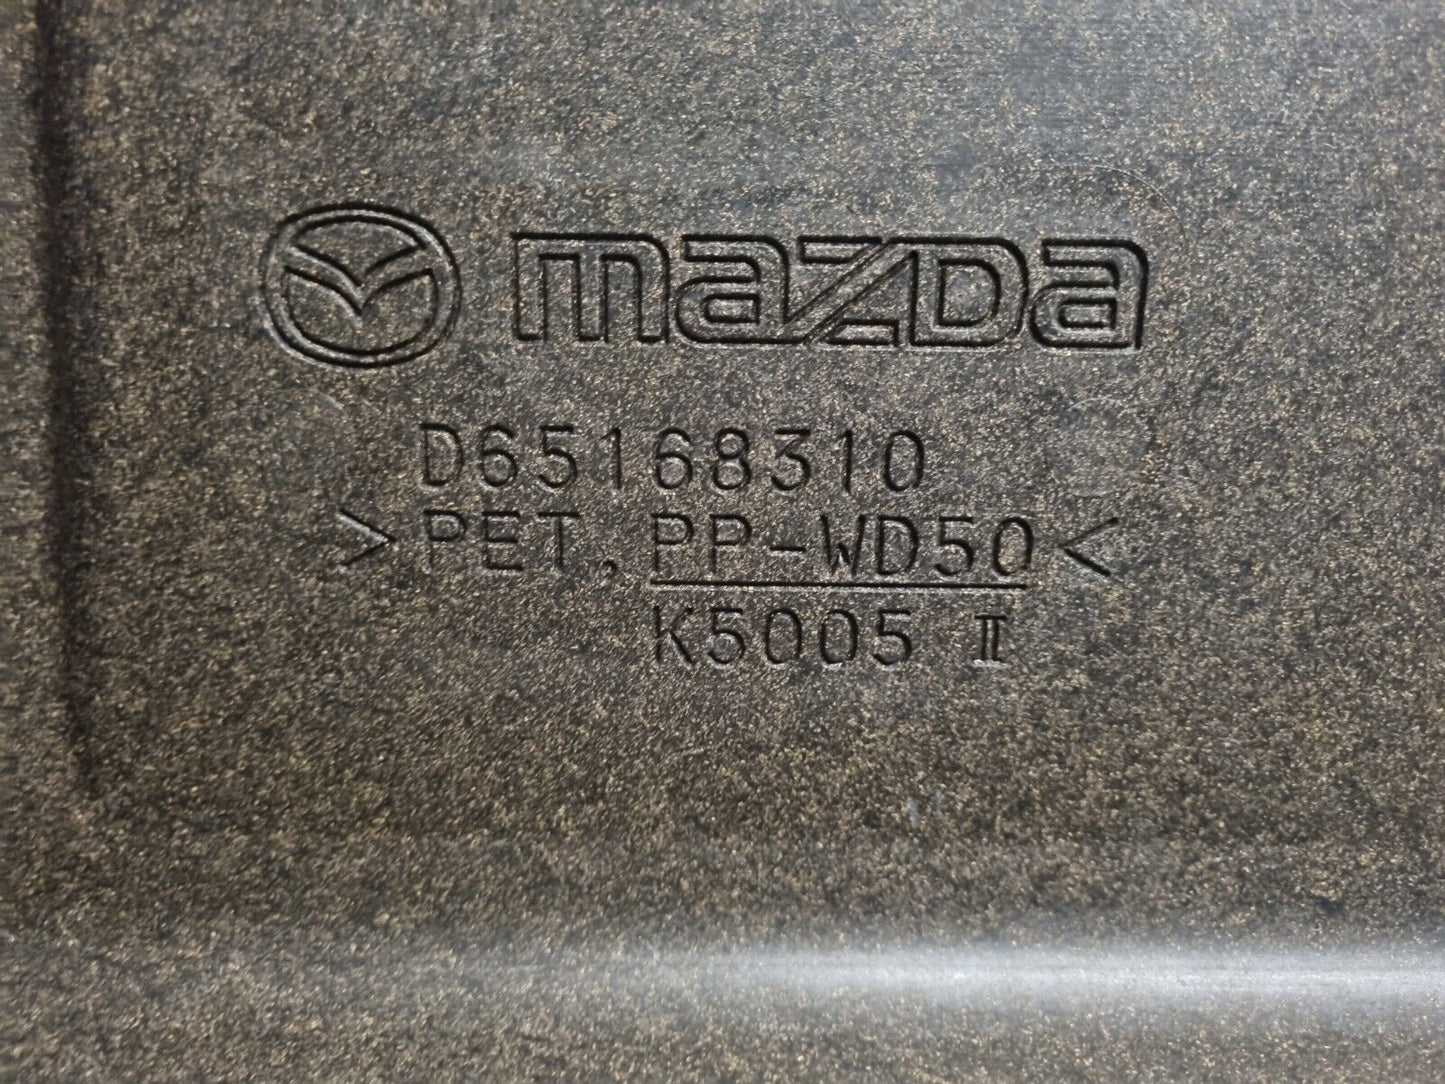 mazda
D65168310
>PET, PP-WD50<
K5005 Ⅱ